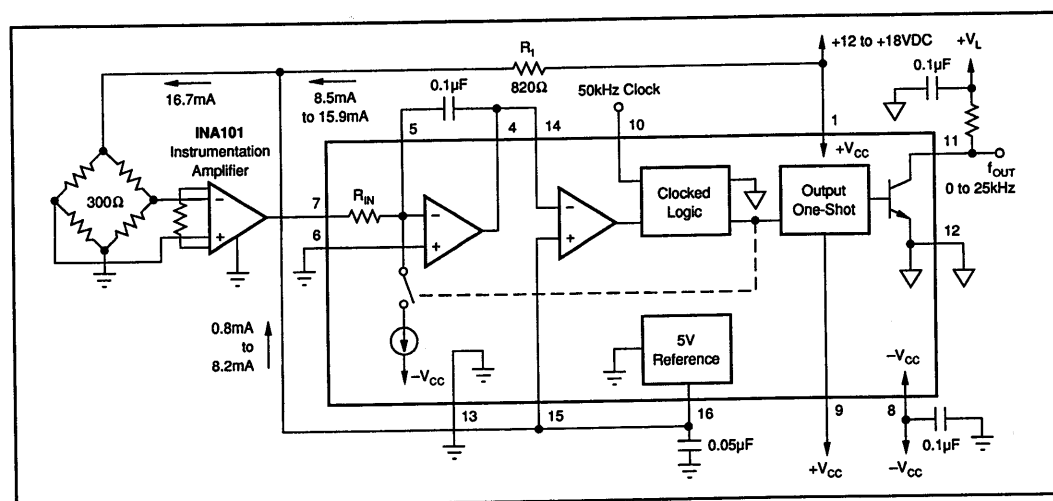 +12 to +18VDC
+VL
R1
820Ω
0.1µF
16.7mA
8.5mA
to 15.9mA
0.1µF
50kHz Clock
INA101
Instrumentation
Amplifier
5
4
14
10
1
+VCC
11
fOUT
0 to 25kHz
300Ω
7
RIN
6
Clocked
Logic
Output
One-Shot
12
0.8mA
to
8.2mA
–VCC
5V
Reference
–VCC
13
15
16
9
8
0.05µF
0.1µF
+VCC
–VCC